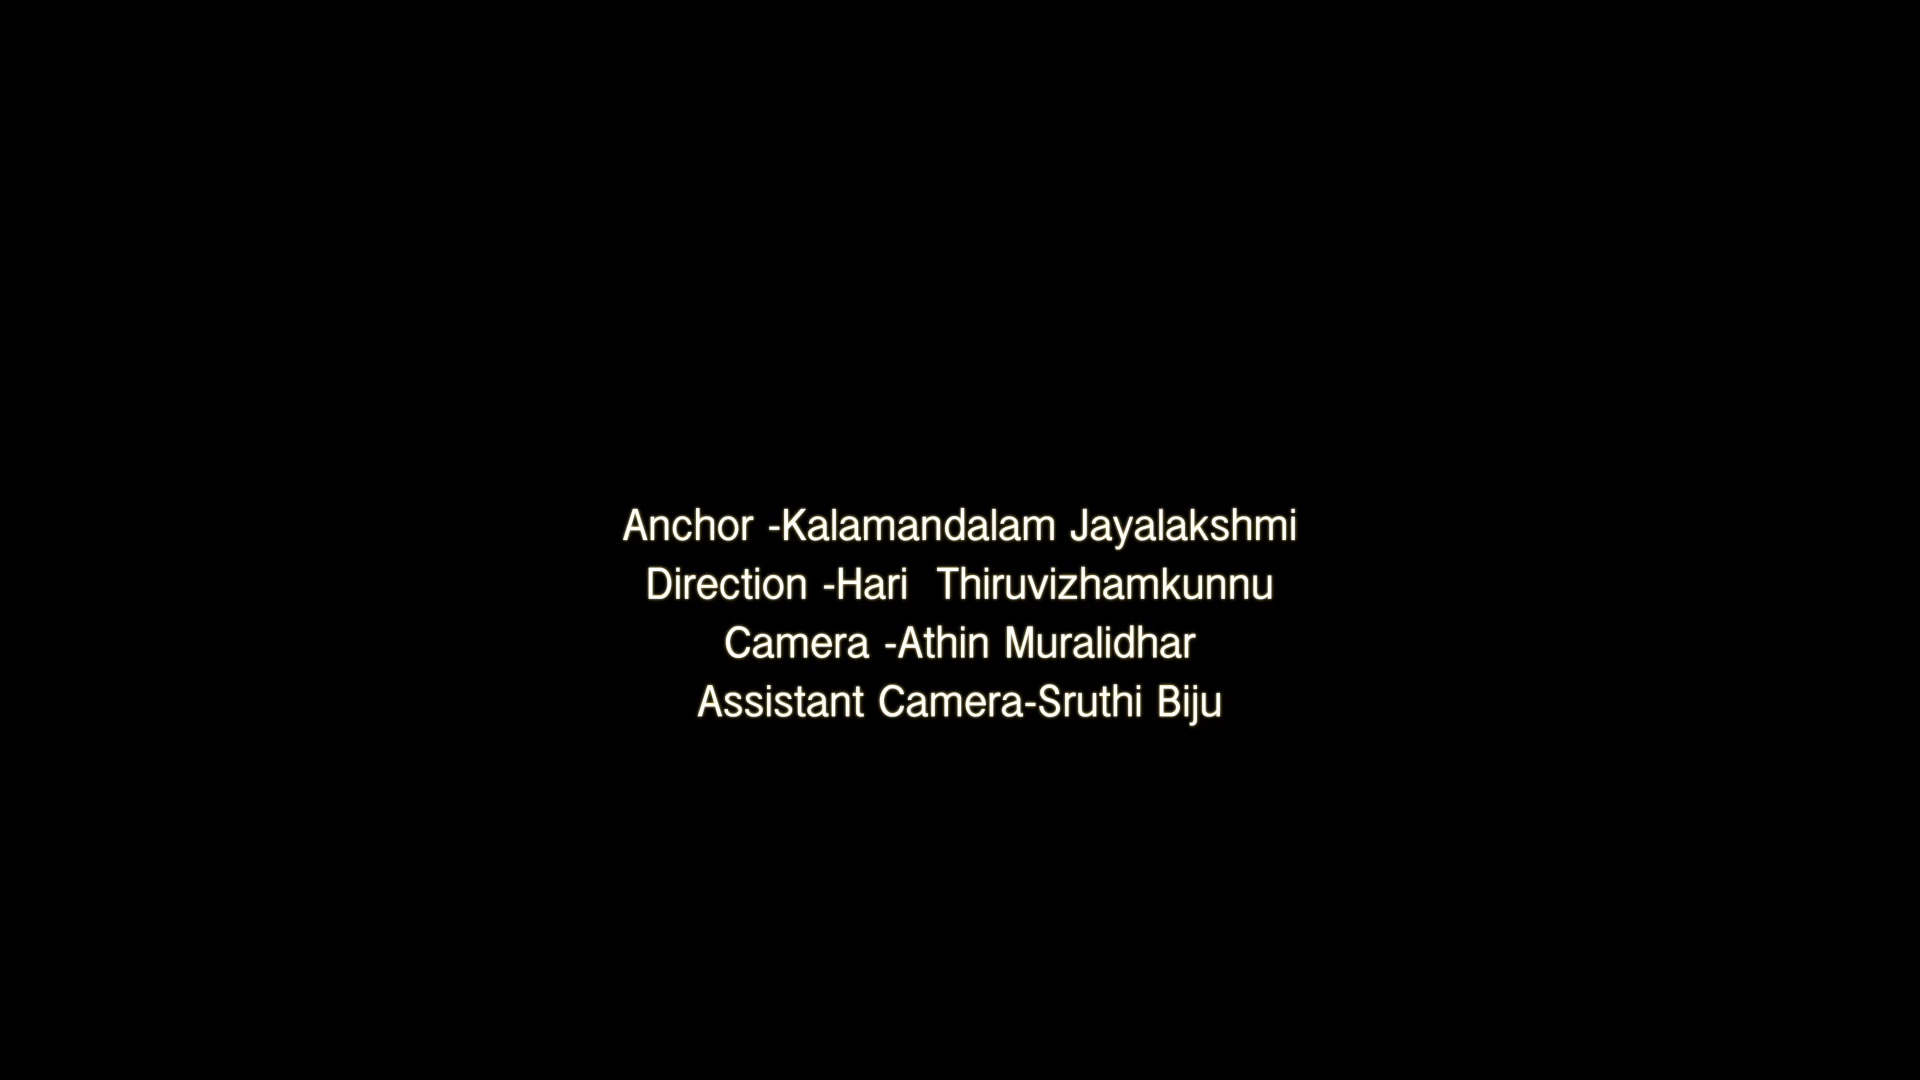 Anchor -Kalamandalam Jayalakshmi
Direction -Hari  Thiruvizhamkunnu
Camera -Athin Muralidhar
Assistant Camera-Sruthi Biju